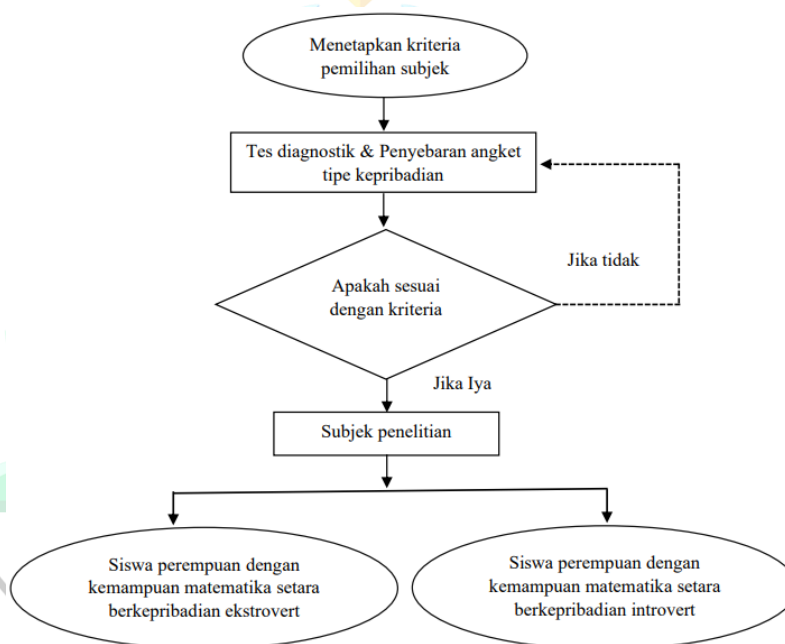 Menetapkan kriteria
pemilihan subjek
Tes diagnostik & Penyebaran angket
tipe kepribadian
Jika tidak
Apakah sesuai
dengan kriteria
Jika Iya
Subjek penelitian
Siswa perempuan dengan
kemampuan matematika setara
berkepribadian ekstrovert
Siswa perempuan dengan
kemampuan matematika setara
berkepribadian introvert